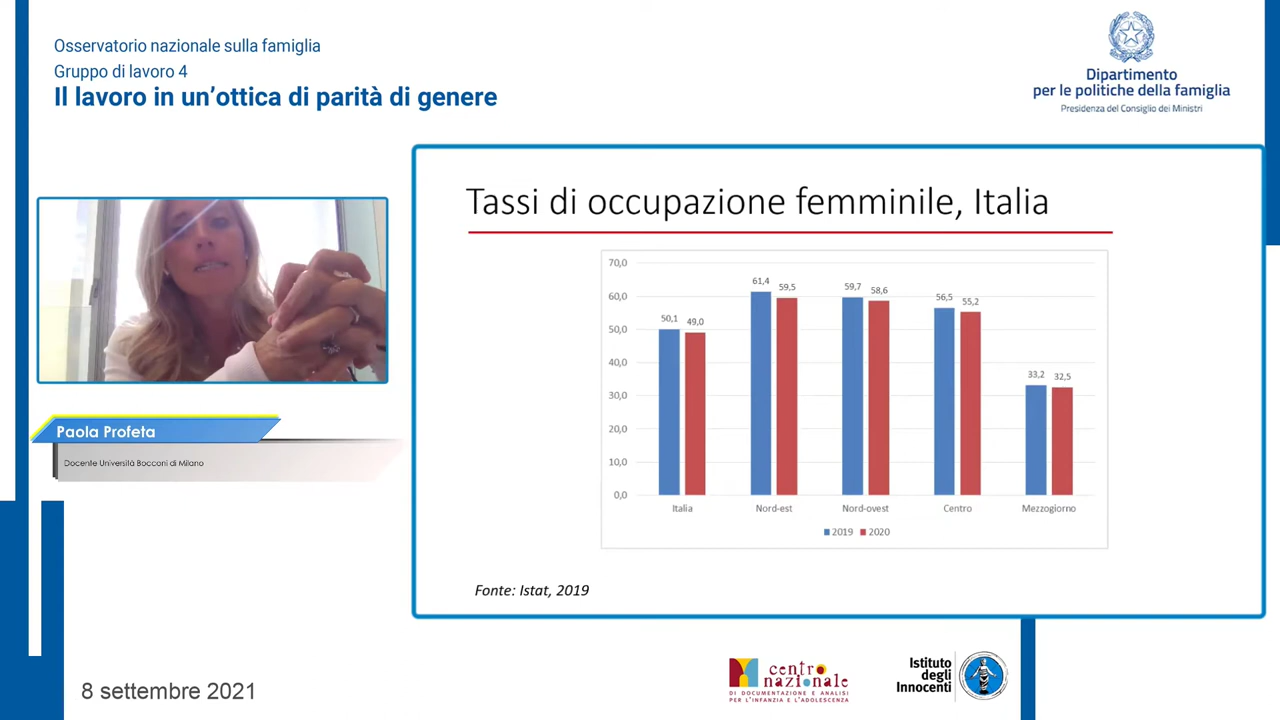 Osservatorio nazionale sulla famiglia
Gruppo di lavoro 4
Il lavoro in un'ottica di parità di genere
Dipartimento
per le politiche della famiglia
Presidenza del Consiglio dei Ministri
Tassi di occupazione femminile, Italia
70,0
60,0
50,0
40,0
30,0
20,0
10,0
0,0
50,1 49,0
61,4 59,5
59,7 58,6
56,5 55,2
33,2 32,5
Italia Nord-est Nord-ovest Centro Mezzogiorno
2019 2020
Fonte: Istat, 2019
Paola Profeta
Docente Università Bocconi di Milano
8 settembre 2021
centro
nazionale
DI DOCUMENTAZIONE E ANALISI
PER L'INFANZIA E L'ADOLESCENZA
Istituto
degli
Innocenti